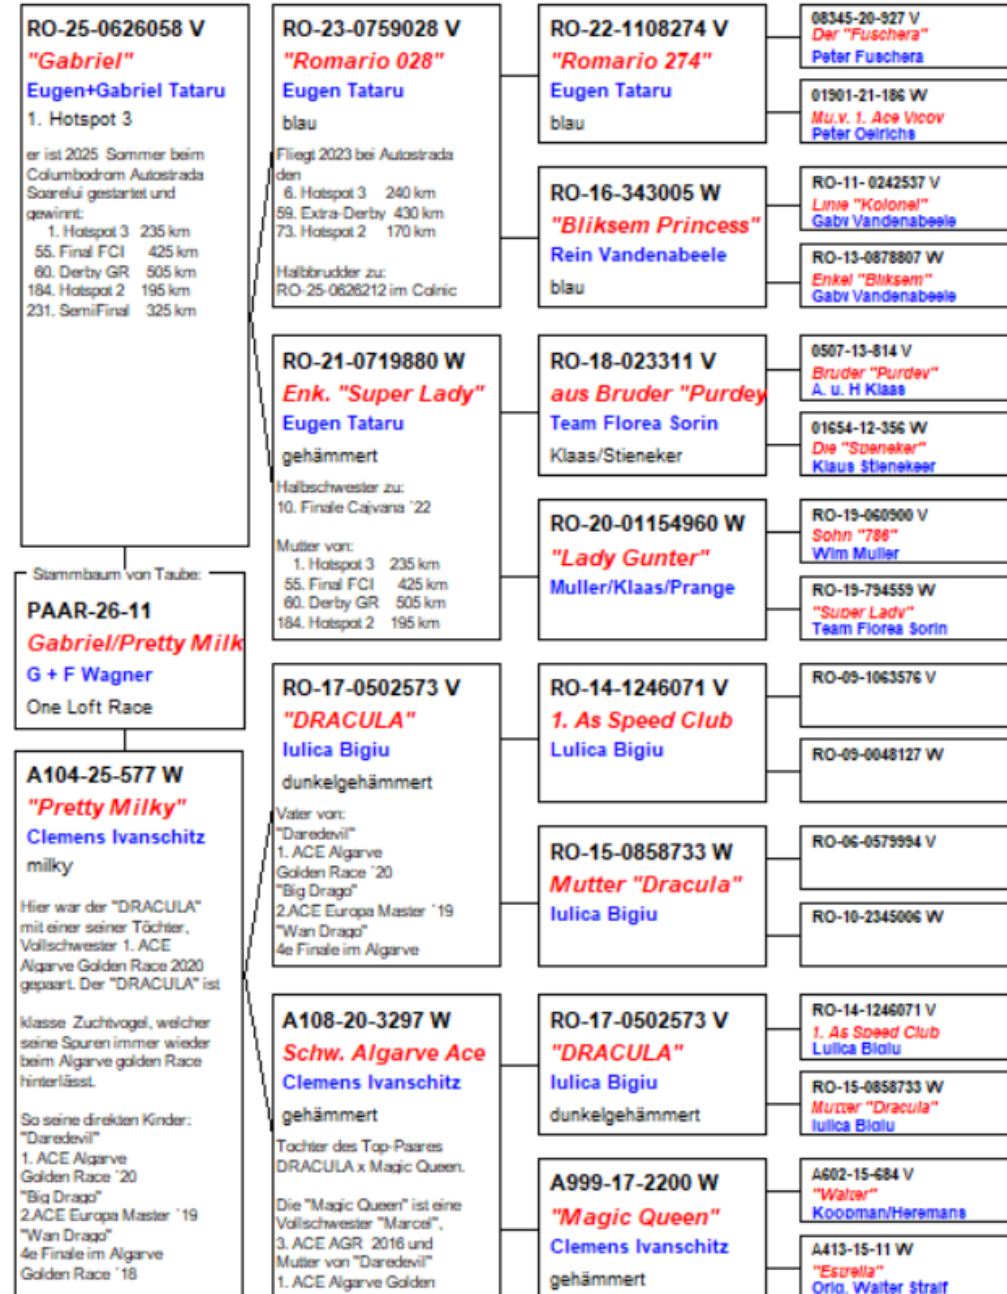 RO-25-0626058 V
"Gabriel"
Eugen+Gabriel Tataru
1. Hotspot 3
er ist 2025 Sommer beim
Columbodrom Autostrada
Soarelui gestartet und
gewinnt:
1. Hotspot 3 235 km
55. Final FCI 425 km
60. Derby GR 505 km
184. Hotspot 2 195 km
231. SemiFinal 325 km
Stammbaum von Taube:
PAAR-26-11
Gabriel/Pretty Milk
G + F Wagner
One Loft Race
A104-25-577 W
"Pretty Milky"
Clemens Ivanschitz
milky
Hier war der "DRACULA"
mit einer seiner Töchter,
Vollschwester 1. ACE
Algarve Golden Race 2020
gepaart. Der "DRACULA" ist
klasse Zuchtvogel, welcher
seine Spuren immer wieder
beim Algarve golden Race
hinterlässt.
So seine direkten Kinder:
"Daredevil"
1. ACE Algarve
Golden Race ´20
"Big Drago"
2.ACE Europa Master ´19
"Wan Drago"
4e Finale im Algarve
Golden Race ´18
RO-23-0759028 V
"Romario 028"
Eugen Tataru
blau
Fliegt 2023 bei Autostrada
den
6. Hotspot 3 240 km
59. Extra-Derby 430 km
73. Hotspot 2 170 km
Halbbrudder zu:
RO-25-0626212 im Colnic
RO-21-0719880 W
Enk. "Super Lady"
Eugen Tataru
gehämmert
Halbschwester zu:
10. Finale Cajvana ´22
Mutter von:
1. Hotspot 3 235 km
55. Final FCI 425 km
60. Derby GR 505 km
184. Hotspot 2 195 km
RO-17-0502573 V
"DRACULA"
Iulica Bigiu
dunkelgehämmert
Vater von:
"Daredevil"
1. ACE Algarve
Golden Race ´20
"Big Drago"
2.ACE Europa Master ´19
"Wan Drago"
4e Finale im Algarve
A108-20-3297 W
Schw. Algarve Ace
Clemens Ivanschitz
gehämmert
Tochter des Top-Paares
DRACULA x Magic Queen.
Die "Magic Queen" ist eine
Vollschwester "Marcel",
3. ACE AGR 2016 und
Mutter von "Daredevil"
1. ACE Algarve Golden
RO-22-1108274 V
"Romario 274"
Eugen Tataru
blau
RO-16-343005 W
"Bliksem Princess"
Rein Vandenabeele
blau
RO-18-023311 V
aus Bruder "Purdey
Team Florea Sorin
Klaas/Stieneker
RO-20-01154960 W
"Lady Gunter"
Muller/Klaas/Prange
RO-14-1246071 V
1. As Speed Club
Lulica Bigiu
RO-15-0858733 W
Mutter "Dracula"
Iulica Bigiu
RO-17-0502573 V
"DRACULA"
Iulica Bigiu
dunkelgehämmert
A999-17-2200 W
"Magic Queen"
Clemens Ivanschitz
gehämmert
08345-20-927 V
Der "Fuschera"
Peter Fuschera
01901-21-186 W
Mu.v. 1. Ace Vicov
Peter Oelrichs
RO-11- 0242537 V
Linie "Kolonel"
Gaby Vandenabeele
RO-13-0878807 W
Enkel "Bliksem"
Gaby Vandenabeele
0507-13-814 V
Bruder "Purdey"
A. u. H Klaas
01654-12-356 W
Die "Speneker"
Klaus Stienekeer
RO-19-060900 V
Sohn "786"
Wim Muller
RO-19-794559 W
"Super Lady"
Team Florea Sorin
RO-09-1063576 V
RO-09-0048127 W
RO-06-0579994 V
RO-10-2345006 W
RO-14-1246071 V
1. As Speed Club
Lulica Bigiu
RO-15-0858733 W
Mutter "Dracula"
Iulica Bigiu
A602-15-684 V
"Walter"
Koopman/Heremans
A413-15-11 W
"Estrella"
Orig. Walter Straif